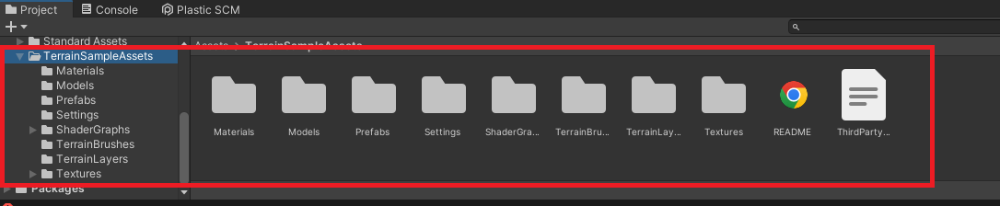 Project
Console
Plastic SCM
Standard Assets
TerrainSampleAssets
Materials
Models
Prefabs
Settings
ShaderGraphs
TerrainBrushes
TerrainLayers
Textures
Packages
Assets > TerrainSampleAssets
Materials
Models
Prefabs
Settings
ShaderGra...
TerrainBru...
TerrainLay...
Textures
README
ThirdParty...